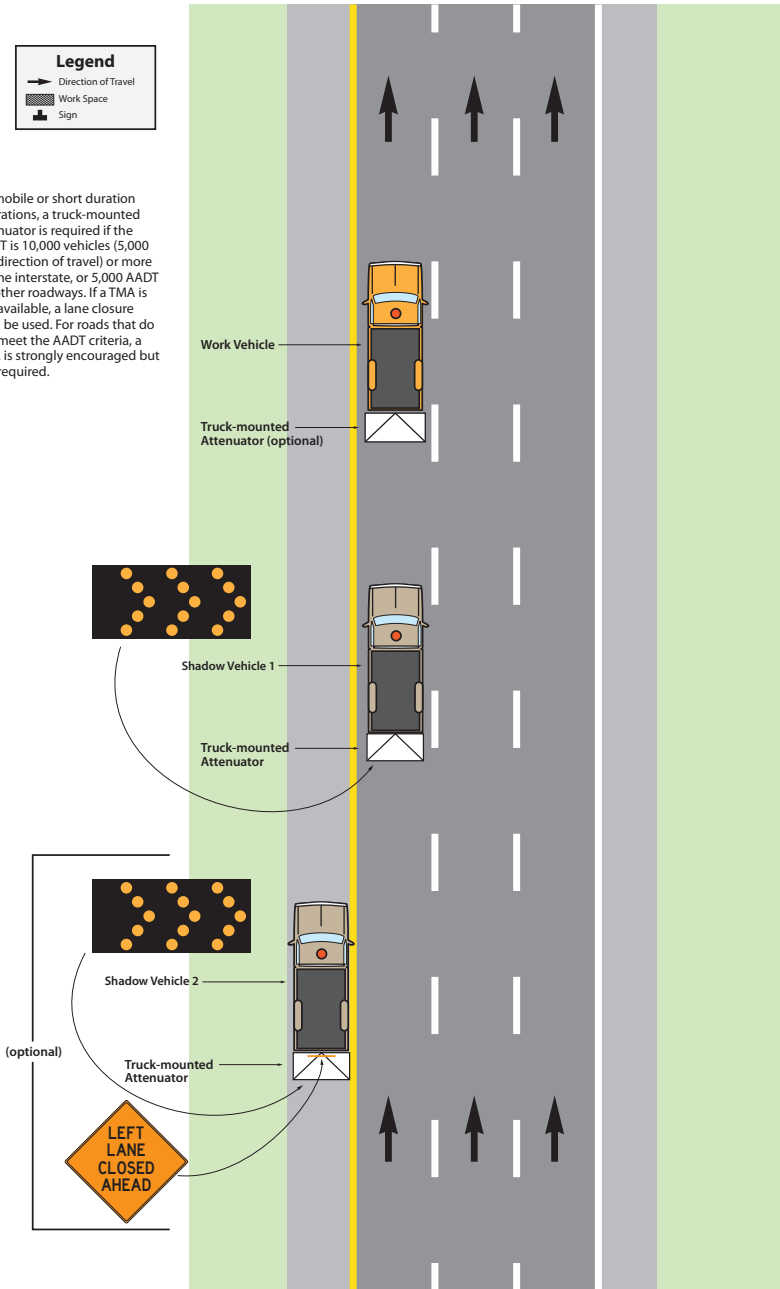 Legend
Direction of Travel
Work Space
Sign
mobile or short duration
rations, a truck-mounted
nuator is required if the
T is 10,000 vehicles (5,000
direction of travel) or more
ne interstate, or 5,000 AADT
other roadways. If a TMA is
available, a lane closure
be used. For roads that do
meet the AADT criteria, a
is strongly encouraged but
required.
Work Vehicle
Truck-mounted
Attenuator (optional)
Shadow Vehicle 1
Truck-mounted
Attenuator
Shadow Vehicle 2
(optional)
Truck-mounted
Attenuator
LEFT
LANE
CLOSED
AHEAD